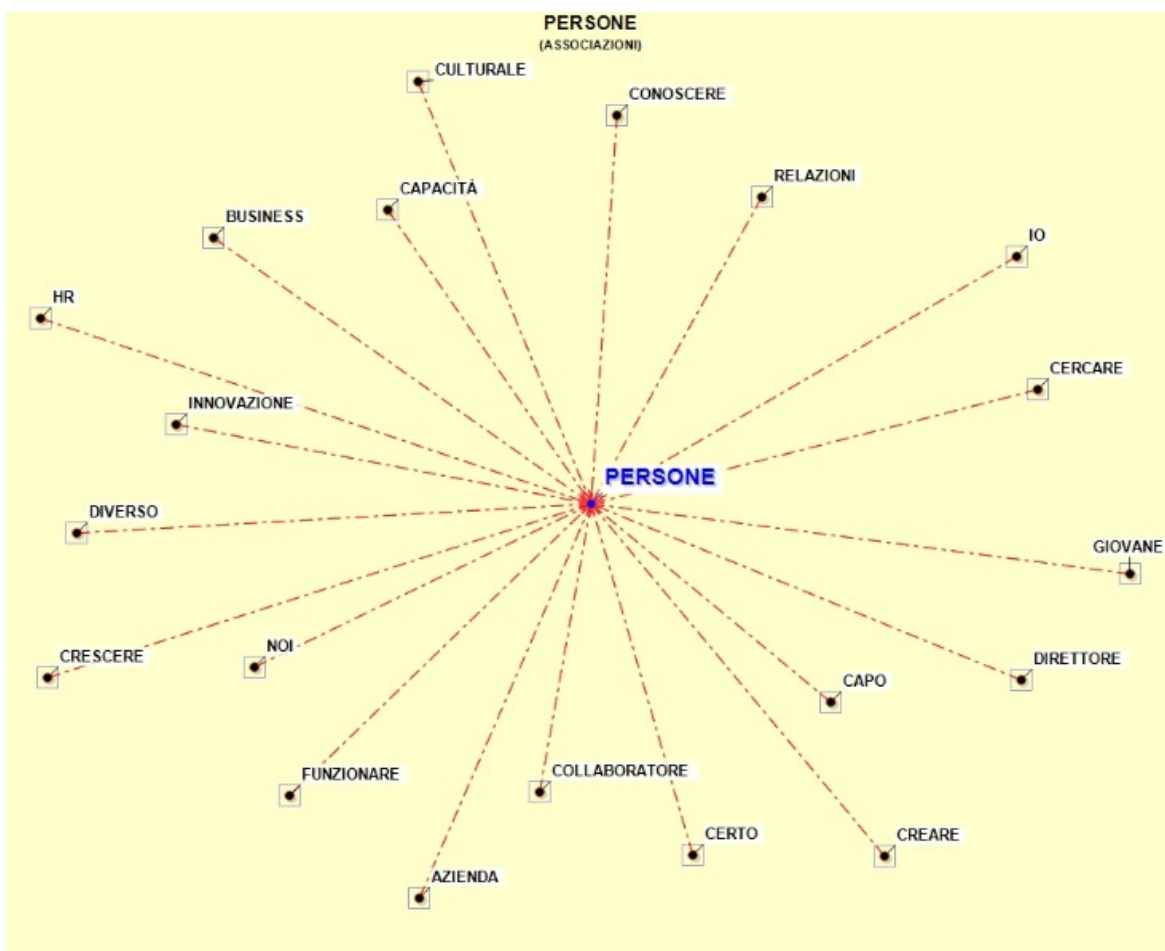 PERSONE
(ASSOCIAZIONI)
CULTURALE
CONOSCERE
RELAZIONI
CAPACITÀ
BUSINESS
IO
HR
CERCARE
INNOVAZIONE
PERSONE
DIVERSO
GIOVANE
NOI
CRESCERE
DIRETTORE
CAPO
COLLABORATORE
FUNZIONARE
CERTO
CREARE
AZIENDA